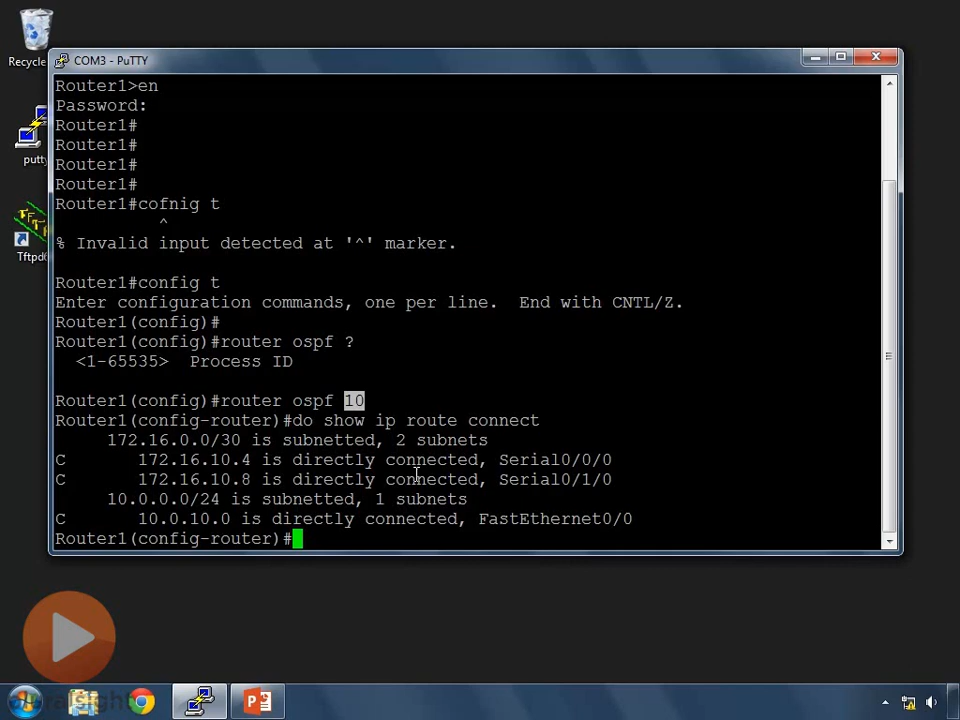 Recycle
COM3 - PuTTY
Router1>en
Password:
Router1#
Router1#
Router1#
Router1#
Router1#cofnig t
^
% Invalid input detected at '^' marker.
Router1#config t
Enter configuration commands, one per line.  End with CNTL/Z.
Router1(config)#
Router1(config)#router ospf ?
<1-65535>  Process ID
Router1(config)#router ospf 10
Router1(config-router)#do show ip route connect
172.16.0.0/30 is subnetted, 2 subnets
C       172.16.10.4 is directly connected, Serial0/0/0
C       172.16.10.8 is directly connected, Serial0/1/0
10.0.0.0/24 is subnetted, 1 subnets
C       10.0.10.0 is directly connected, FastEthernet0/0
Router1(config-router)#
putty
Tftpd6
pluralsight